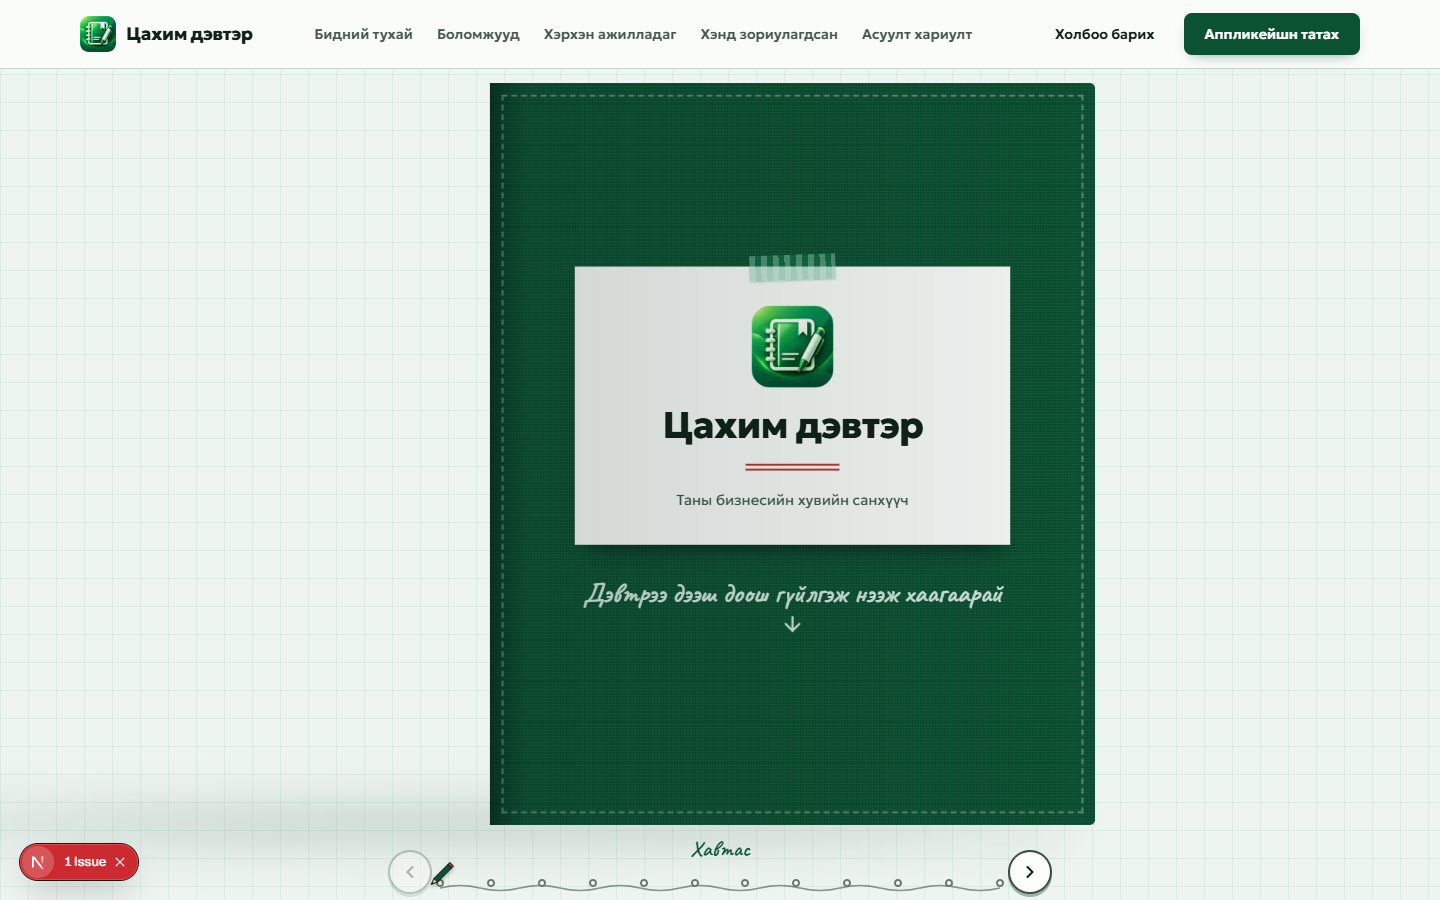 Цахим дэвтэр
Бидний тухай
Боломжууд
Хэрхэн ажилладаг
Хэнд зориулагдсан
Асуулт хариулт
Холбоо барих
Аппликейшн татах
Цахим дэвтэр
Таны бизнесийн хувийн санхүүч
Дэвтрээ дээш доош гүйлгэж нээж хаагаарай
↓
Хавтас
N 1 Issue